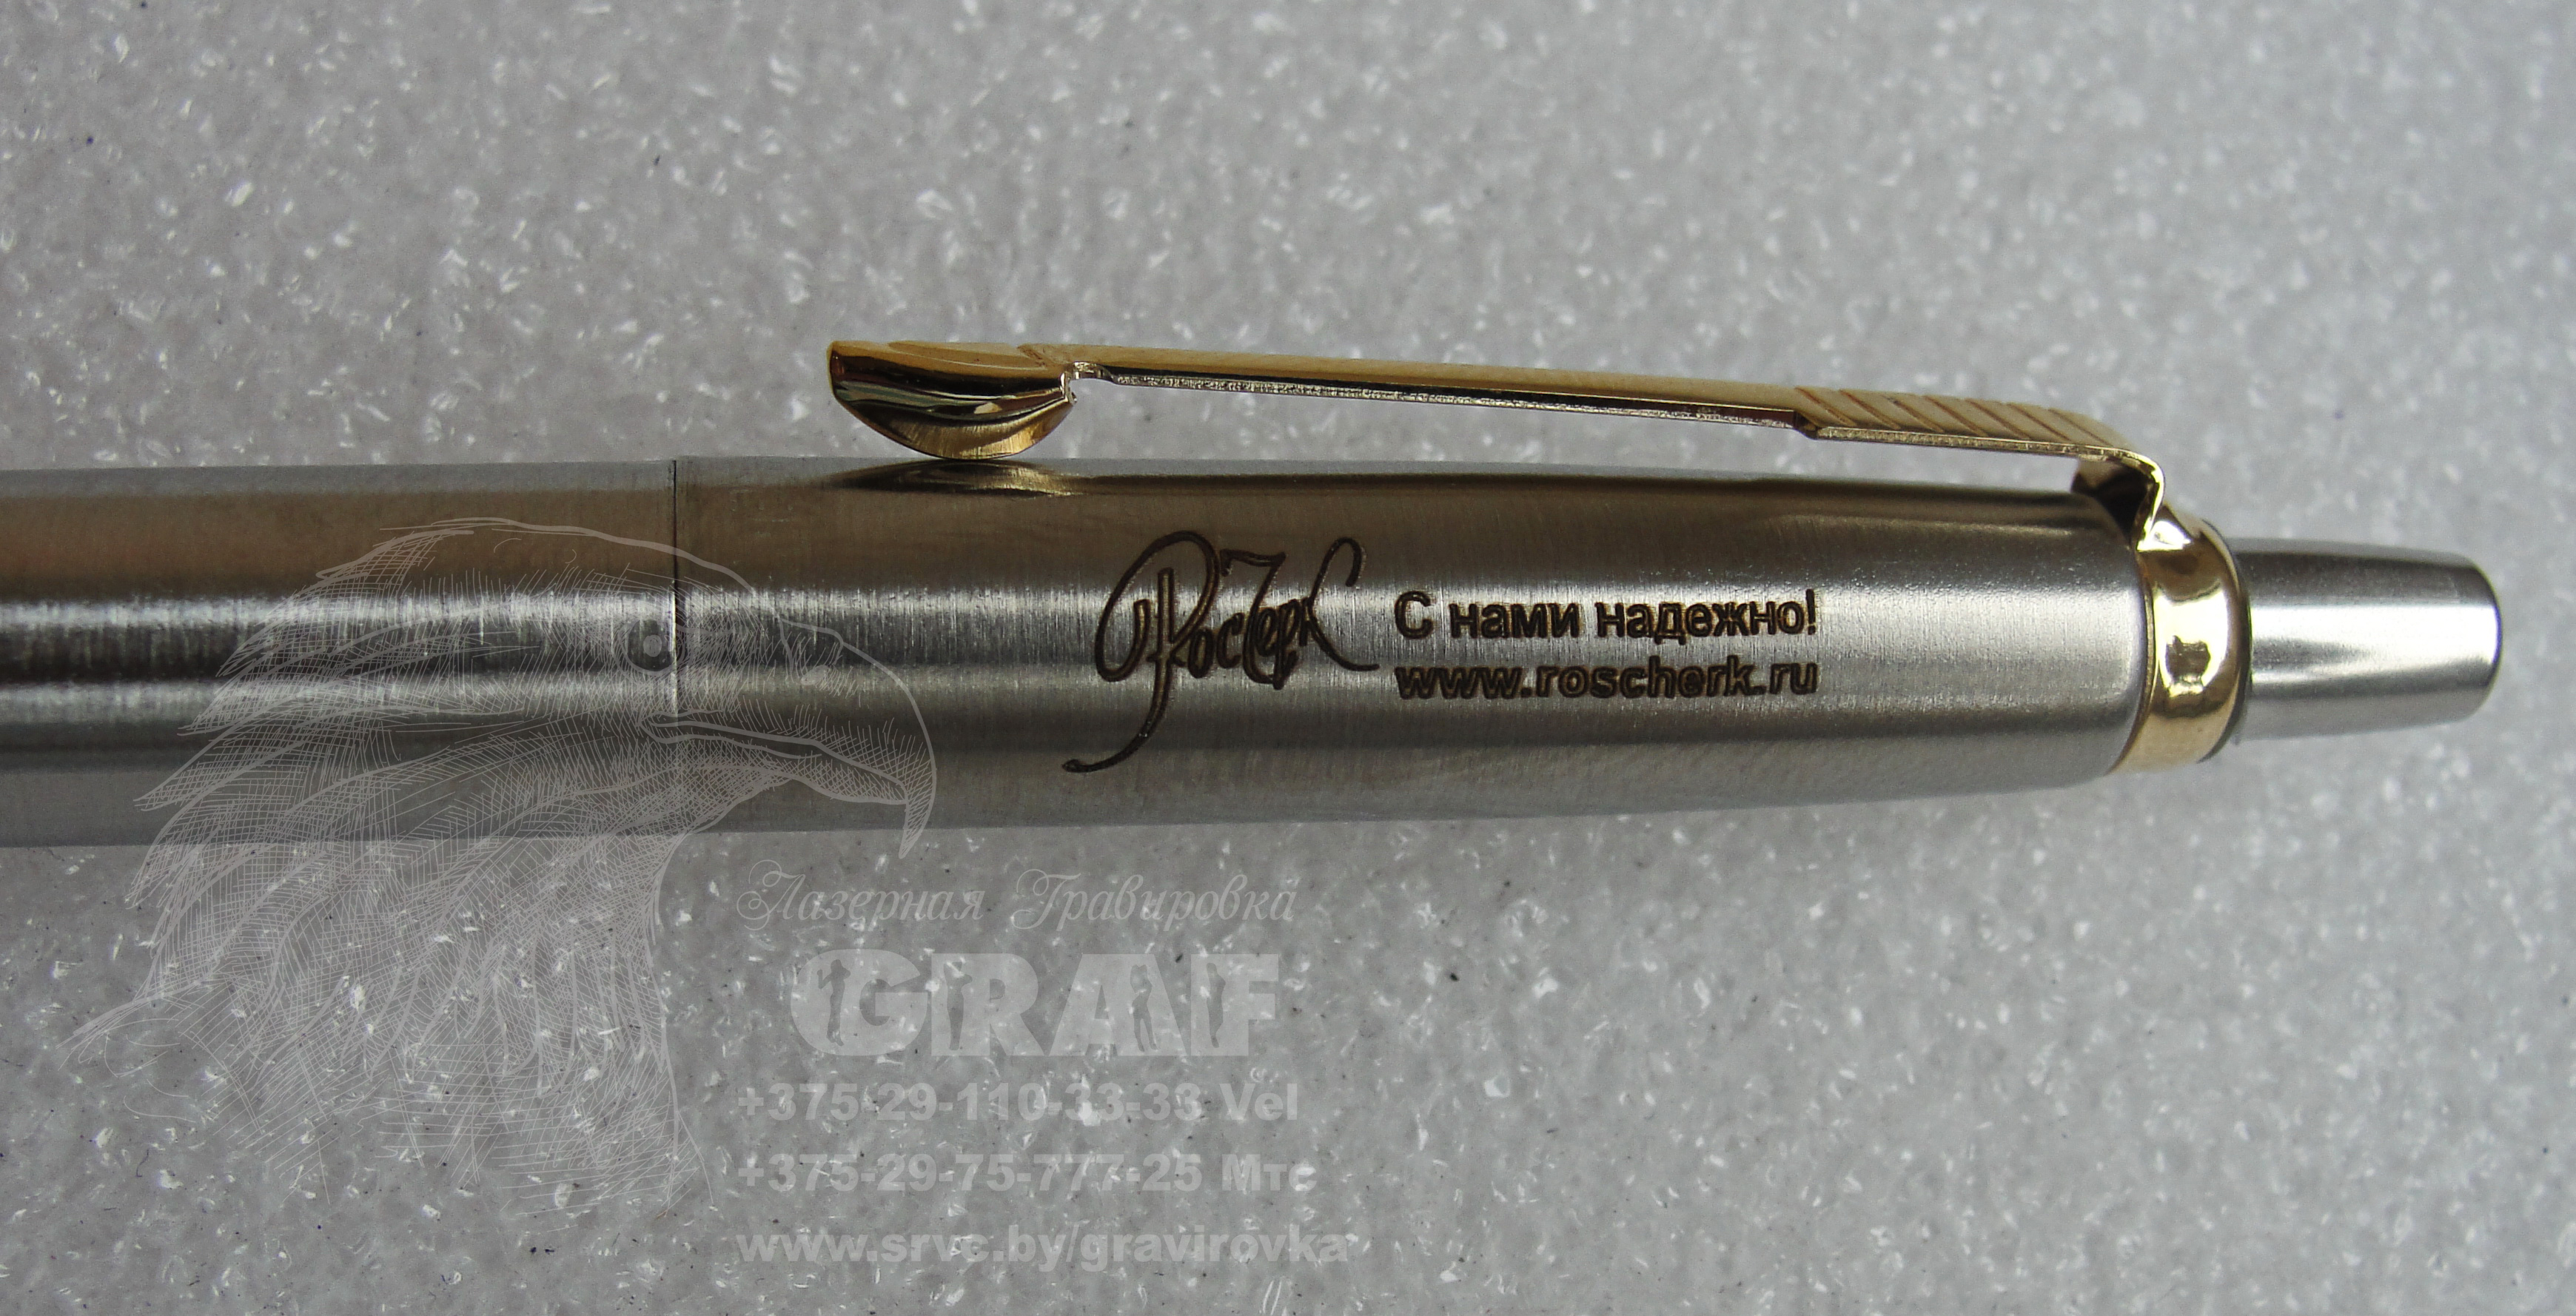 Росчерк
С нами надежно!
www.roscherk.ru
Лазерная Гравировка
GRAF
+375-29-110-33-33 Vel
+375-29-75-777-25 Мтс
www.srvc.by/gravirovka